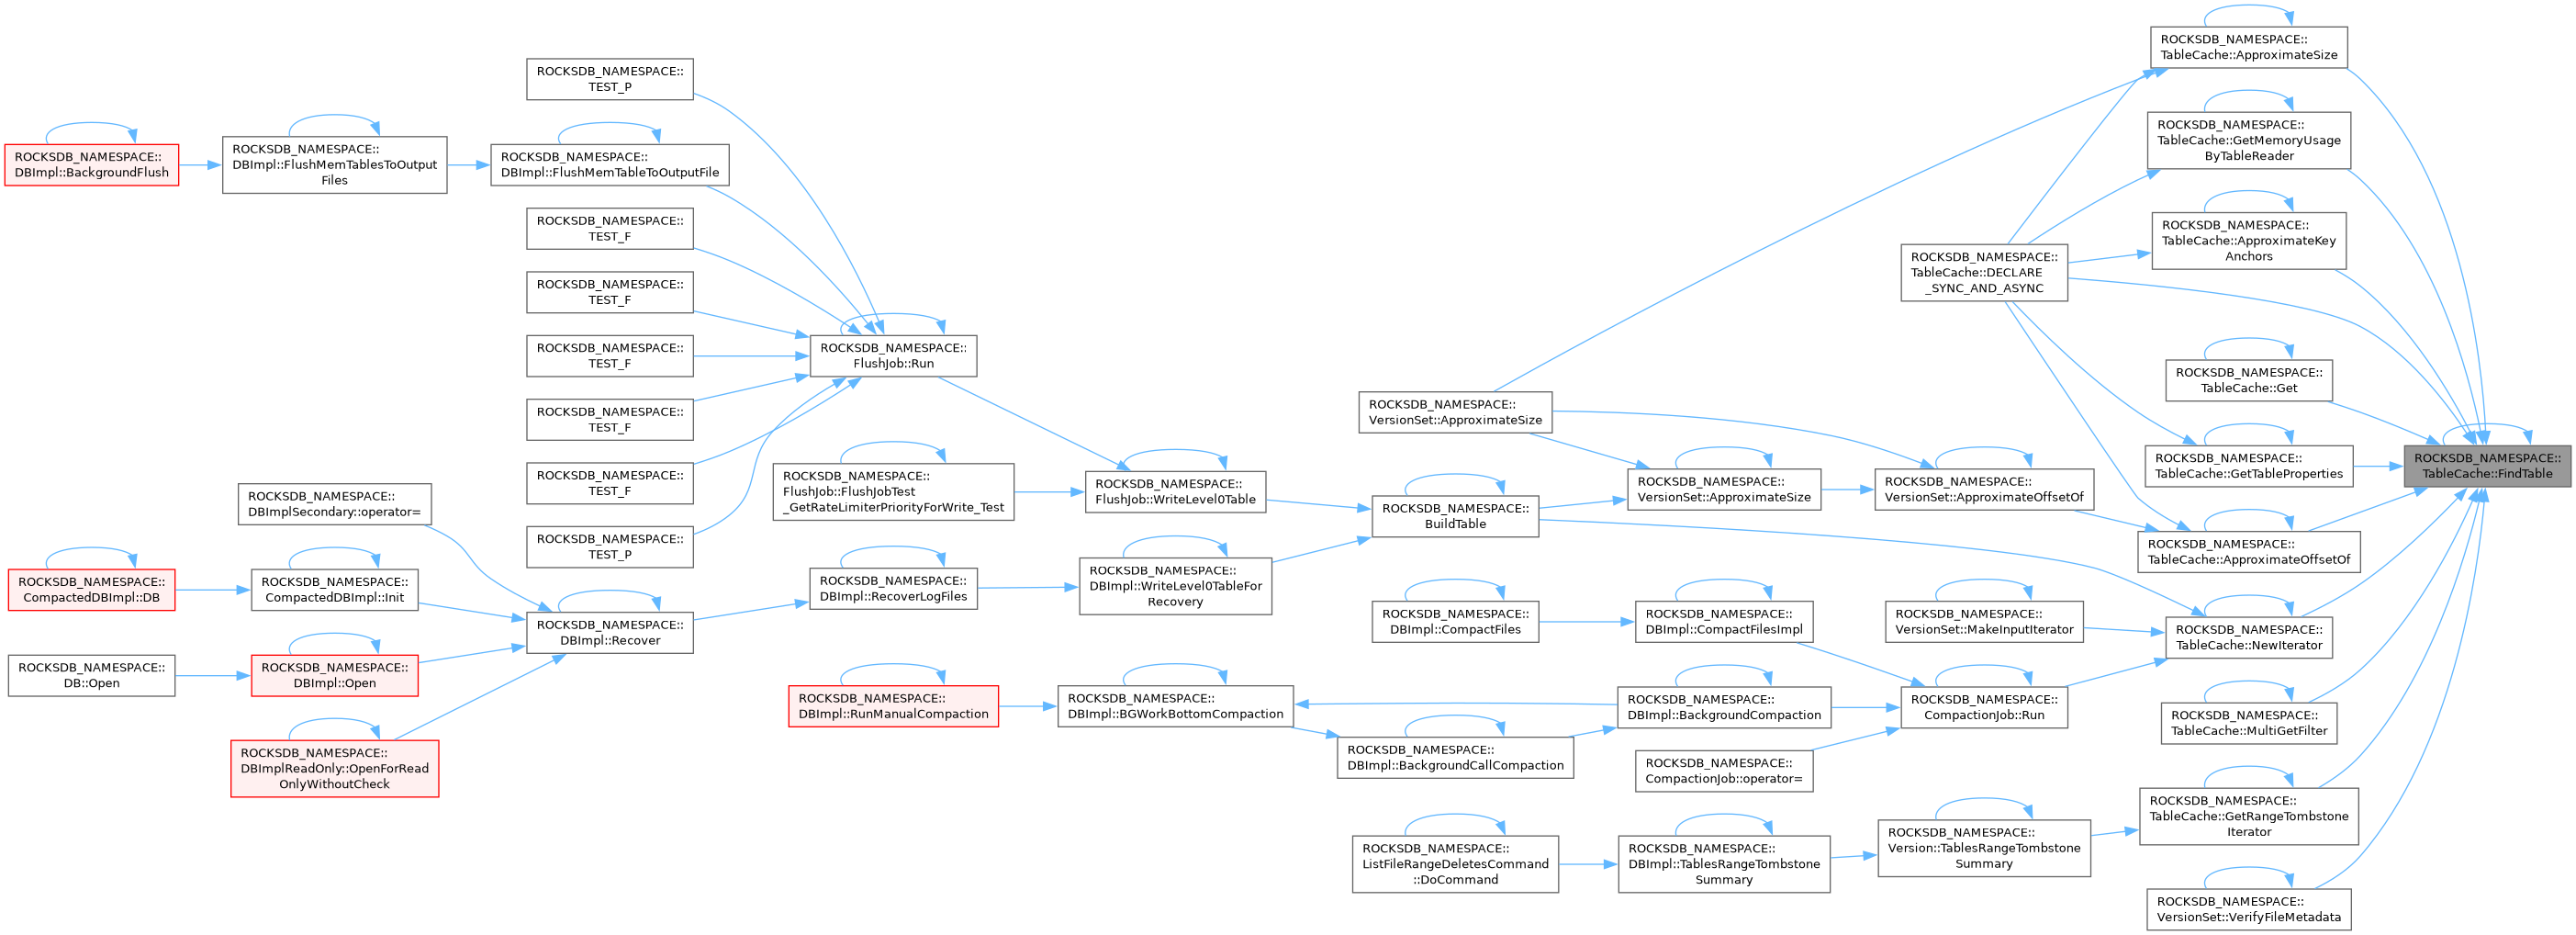 ROCKSDB_NAMESPACE::
TableCache::ApproximateSize
ROCKSDB_NAMESPACE::
TEST_P
ROCKSDB_NAMESPACE::
TableCache::GetMemoryUsage
ByTableReader
ROCKSDB_NAMESPACE::
DBImpl::BackgroundFlush
ROCKSDB_NAMESPACE::
DBImpl::FlushMemTablesToOutput
Files
ROCKSDB_NAMESPACE::
DBImpl::FlushMemTableToOutputFile
ROCKSDB_NAMESPACE::
TEST_F
ROCKSDB_NAMESPACE::
TableCache::ApproximateKey
Anchors
ROCKSDB_NAMESPACE::
TableCache::DECLARE
_SYNC_AND_ASYNC
ROCKSDB_NAMESPACE::
TEST_F
ROCKSDB_NAMESPACE::
TEST_F
ROCKSDB_NAMESPACE::
FlushJob::Run
ROCKSDB_NAMESPACE::
TableCache::Get
ROCKSDB_NAMESPACE::
TEST_F
ROCKSDB_NAMESPACE::
VersionSet::ApproximateSize
ROCKSDB_NAMESPACE::
TableCache::GetTableProperties
ROCKSDB_NAMESPACE::
TableCache::FindTable
ROCKSDB_NAMESPACE::
TEST_F
ROCKSDB_NAMESPACE::
FlushJob::FlushJobTest
_GetRateLimiterPriorityForWrite_Test
ROCKSDB_NAMESPACE::
FlushJob::WriteLevel0Table
ROCKSDB_NAMESPACE::
BuildTable
ROCKSDB_NAMESPACE::
VersionSet::ApproximateSize
ROCKSDB_NAMESPACE::
VersionSet::ApproximateOffsetOf
ROCKSDB_NAMESPACE::
DBImplSecondary::operator=
ROCKSDB_NAMESPACE::
TEST_P
ROCKSDB_NAMESPACE::
TableCache::ApproximateOffsetOf
ROCKSDB_NAMESPACE::
CompactedDBImpl::DB
ROCKSDB_NAMESPACE::
CompactedDBImpl::Init
ROCKSDB_NAMESPACE::
DBImpl::RecoverLogFiles
ROCKSDB_NAMESPACE::
DBImpl::WriteLevel0TableFor
Recovery
ROCKSDB_NAMESPACE::
DBImpl::Recover
ROCKSDB_NAMESPACE::
DBImpl::CompactFiles
ROCKSDB_NAMESPACE::
DBImpl::CompactFilesImpl
ROCKSDB_NAMESPACE::
VersionSet::MakeInputIterator
ROCKSDB_NAMESPACE::
TableCache::NewIterator
ROCKSDB_NAMESPACE::
DB::Open
ROCKSDB_NAMESPACE::
DBImpl::Open
ROCKSDB_NAMESPACE::
DBImpl::RunManualCompaction
ROCKSDB_NAMESPACE::
DBImpl::BGWorkBottomCompaction
ROCKSDB_NAMESPACE::
DBImpl::BackgroundCompaction
ROCKSDB_NAMESPACE::
CompactionJob::Run
ROCKSDB_NAMESPACE::
TableCache::MultiGetFilter
ROCKSDB_NAMESPACE::
DBImplReadOnly::OpenForRead
OnlyWithoutCheck
ROCKSDB_NAMESPACE::
DBImpl::BackgroundCallCompaction
ROCKSDB_NAMESPACE::
CompactionJob::operator=
ROCKSDB_NAMESPACE::
TableCache::GetRangeTombstone
Iterator
ROCKSDB_NAMESPACE::
ListFileRangeDeletesCommand
::DoCommand
ROCKSDB_NAMESPACE::
DBImpl::TablesRangeTombstone
Summary
ROCKSDB_NAMESPACE::
Version::TablesRangeTombstone
Summary
ROCKSDB_NAMESPACE::
VersionSet::VerifyFileMetadata